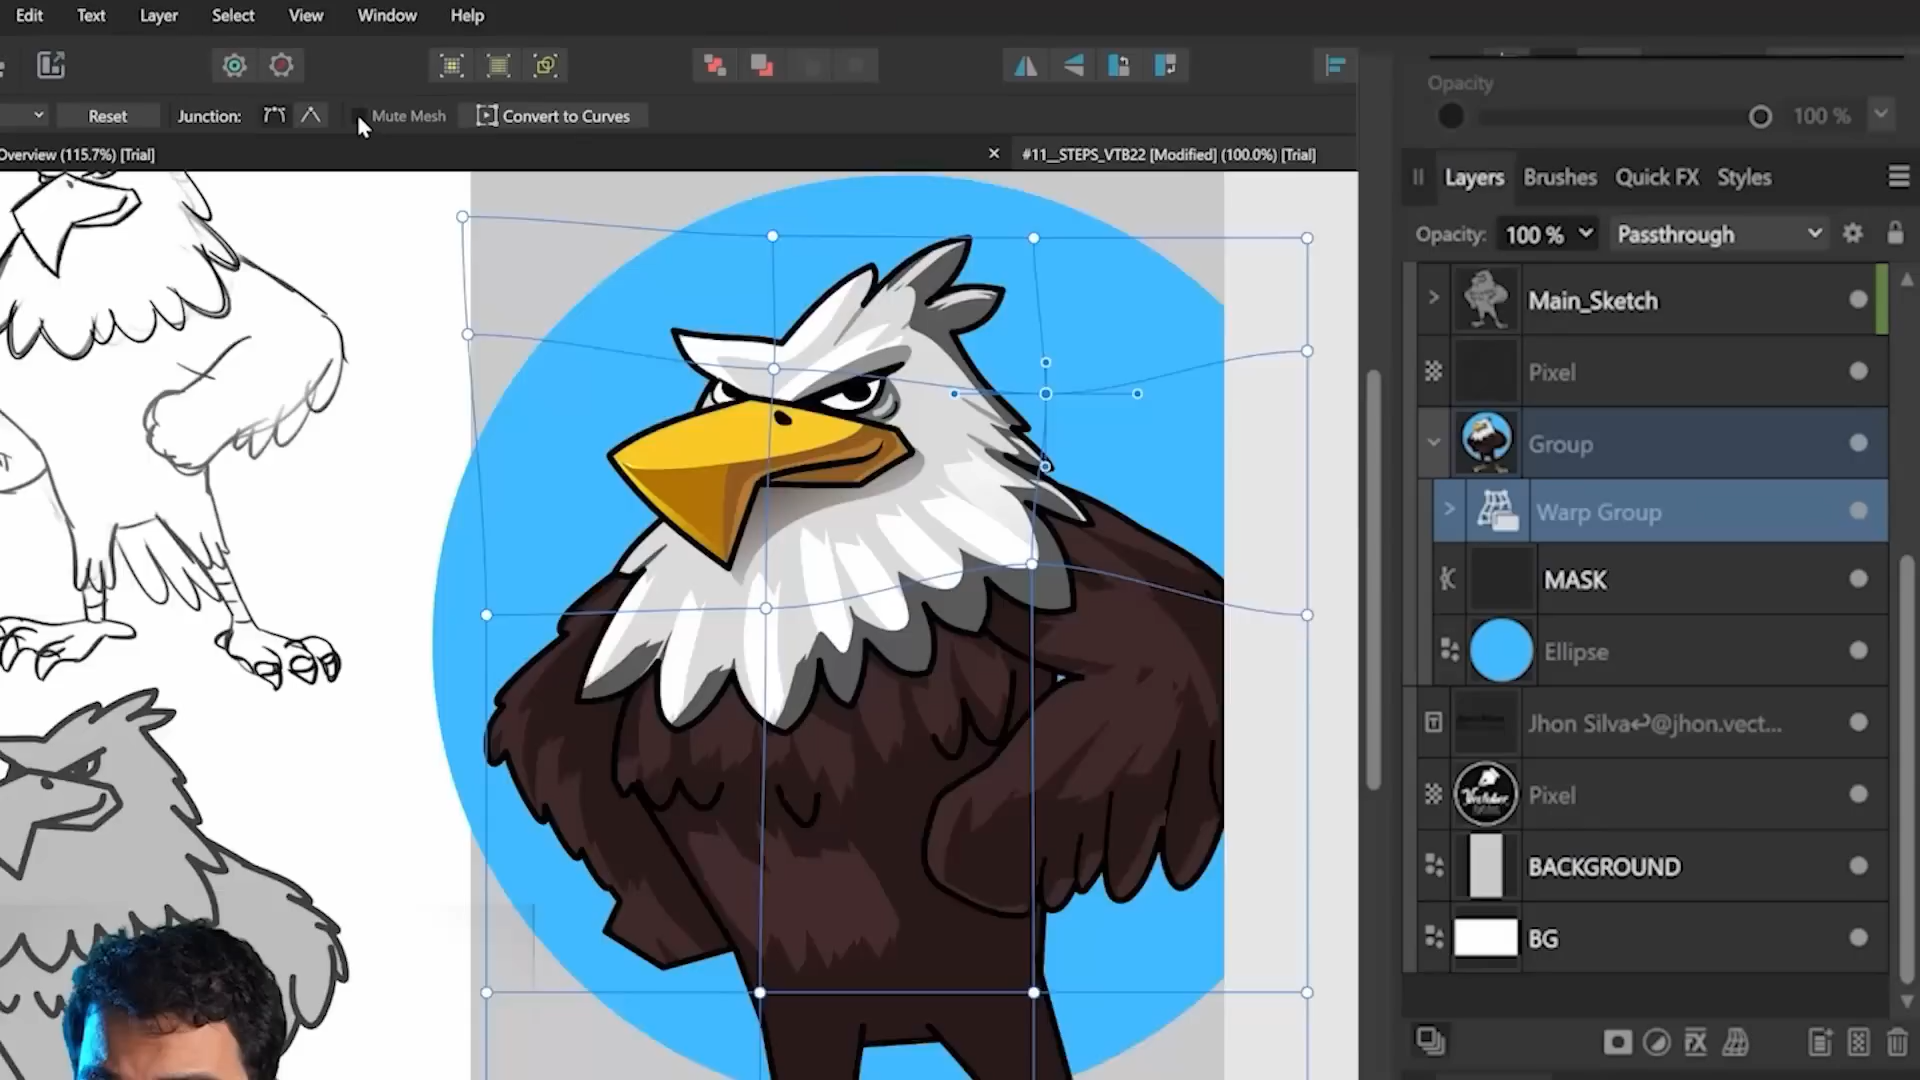 Edit Text Layer Select View Window Help
Reset Junction: Mute Mesh Convert to Curves
Overview (115.7%) [Trial] #11__STEPS_VTB22 [Modified] (100.0%) [Trial]
Opacity
100 %
Layers Brushes Quick FX Styles
Opacity: 100 % Passthrough
Main_Sketch
Pixel
Group
Warp Group
MASK
Ellipse
Jhon Silva↩@jhon.vect...
Pixel
BACKGROUND
BG